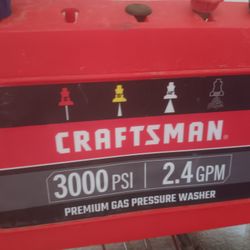 CRAFTSMAN®
3000 PSI | 2.4 GPM
PREMIUM GAS PRESSURE WASHER